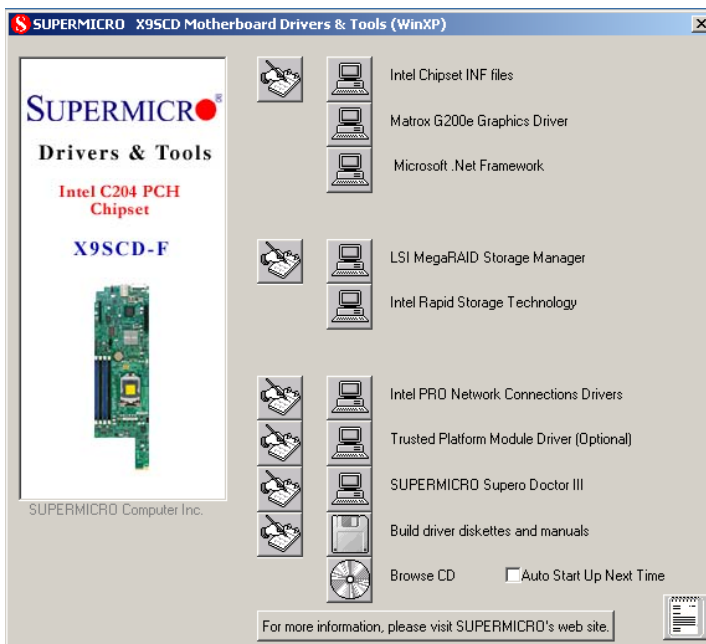 SUPERMICRO X9SCD Motherboard Drivers & Tools (WinXP)
SUPERMICRO®
Drivers & Tools
Intel C204 PCH
Chipset
X9SCD-F
SUPERMICRO Computer Inc.
Intel Chipset INF files
Matrox G200e Graphics Driver
Microsoft .Net Framework
LSI MegaRAID Storage Manager
Intel Rapid Storage Technology
Intel PRO Network Connections Drivers
Trusted Platform Module Driver (Optional)
SUPERMICRO Supero Doctor III
Build driver diskettes and manuals
Browse CD
Auto Start Up Next Time
For more information, please visit SUPERMICRO's web site.